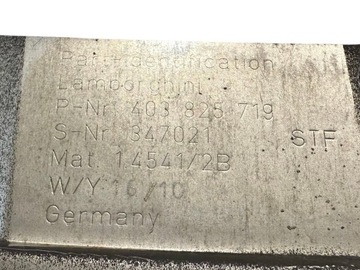 Part-Identification
Lamborghini
P-Nr. 403 825 719
S-Nr. 347021
STF
Mat. 1.4541/2B
W/Y 16/10
Germany